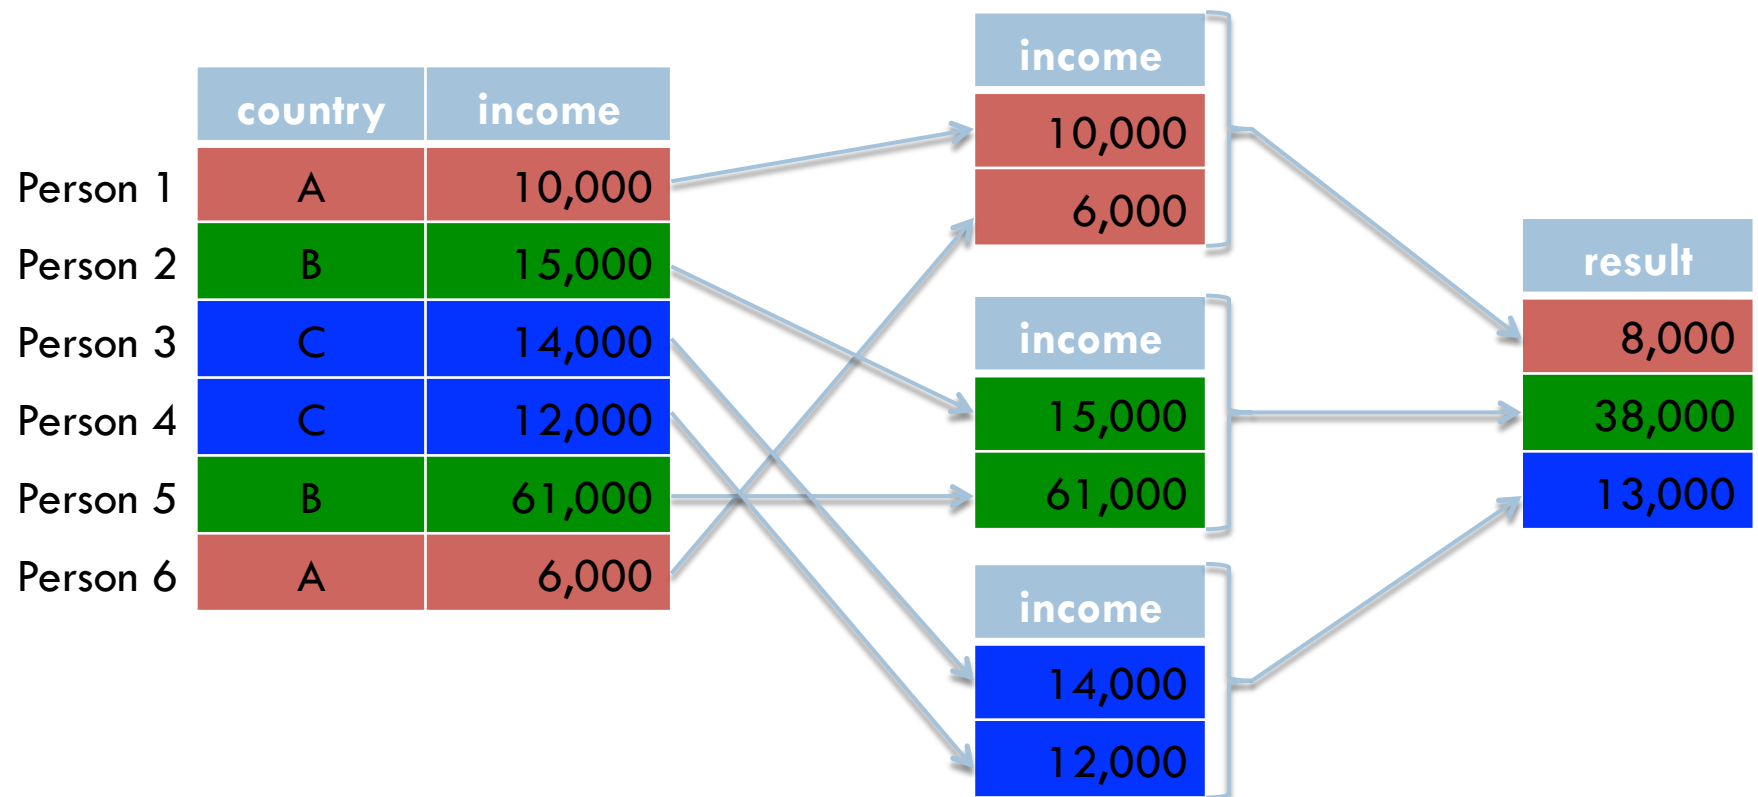 country income
Person 1 A 10,000
Person 2 B 15,000
Person 3 C 14,000
Person 4 C 12,000
Person 5 B 61,000
Person 6 A 6,000
income
10,000
6,000
income
15,000
61,000
income
14,000
12,000
result
8,000
38,000
13,000